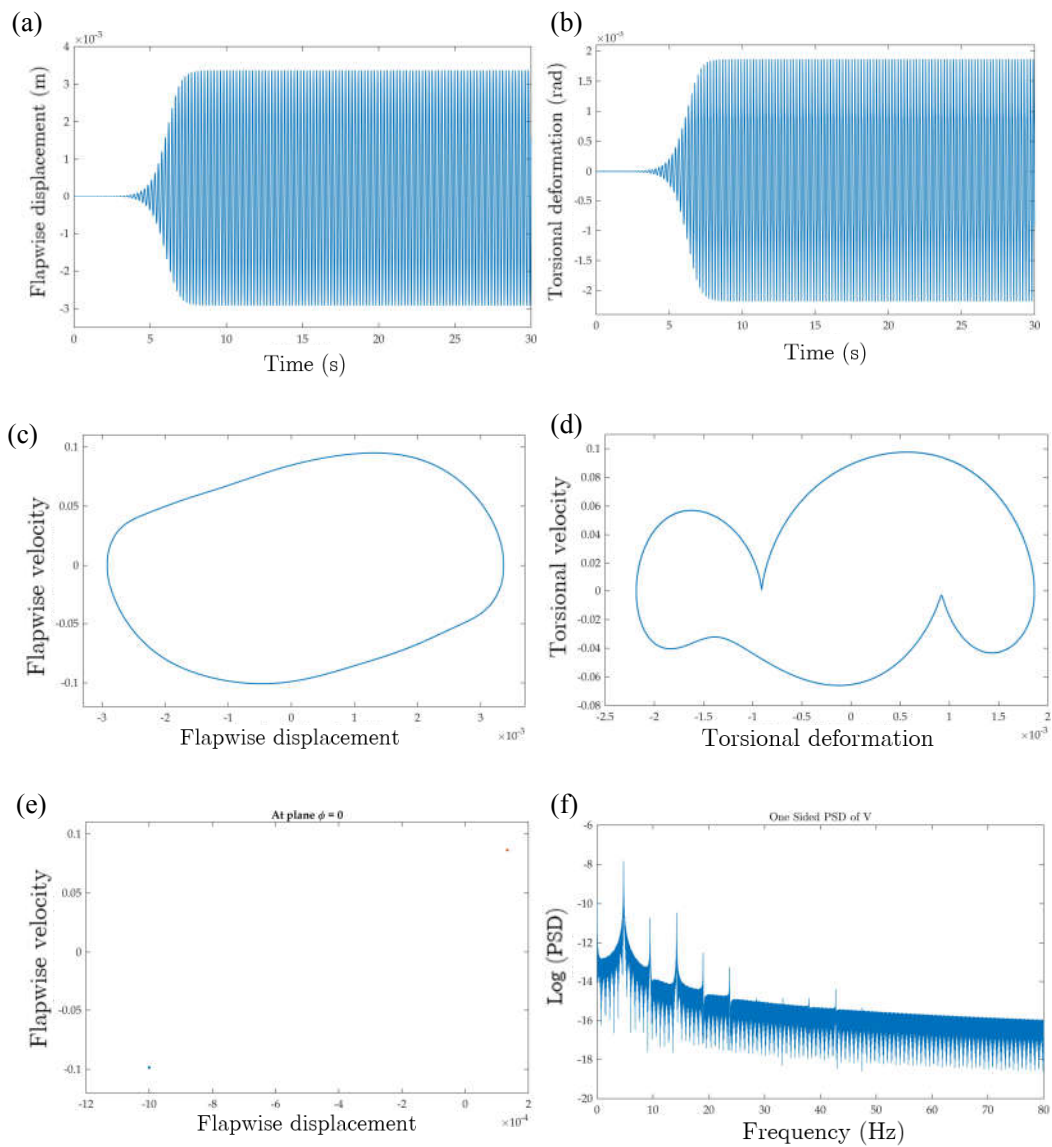 (a)
×10⁻³
4
3
2
1
0
-1
-2
-3
0 5 10 15 20 25 30
Flapwise displacement (m)
Time (s)
(b)
×10⁻³
2
1.5
1
0.5
0
-0.5
-1
-1.5
-2
0 5 10 15 20 25 30
Torsional deformation (rad)
Time (s)
(c)
0.1
0.05
0
-0.05
-0.1
-3 -2 -1 0 1 2 3
×10⁻³
Flapwise velocity
Flapwise displacement
(d)
0.1
0.08
0.06
0.04
0.02
0
-0.02
-0.04
-0.06
-0.08
-2.5 -2 -1.5 -1 -0.5 0 0.5 1 1.5 2
×10⁻³
Torsional velocity
Torsional deformation
(e)
At plane ϕ = 0
0.1
0.05
0
-0.05
-0.1
-12 -10 -8 -6 -4 -2 0 2
×10⁻⁴
Flapwise velocity
Flapwise displacement
(f)
One Sided PSD of V
-6
-8
-10
-12
-14
-16
-18
-20
0 10 20 30 40 50 60 70 80
Log (PSD)
Frequency (Hz)